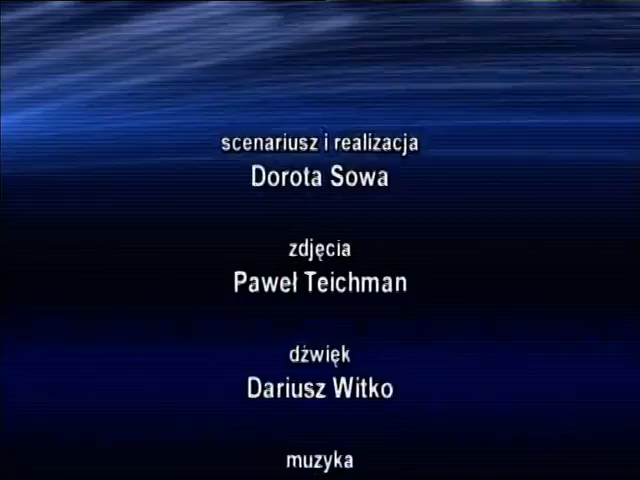 scenariusz i realizacja
Dorota Sowa
zdjęcia
Paweł Teichman
dźwięk
Dariusz Witko
muzyka